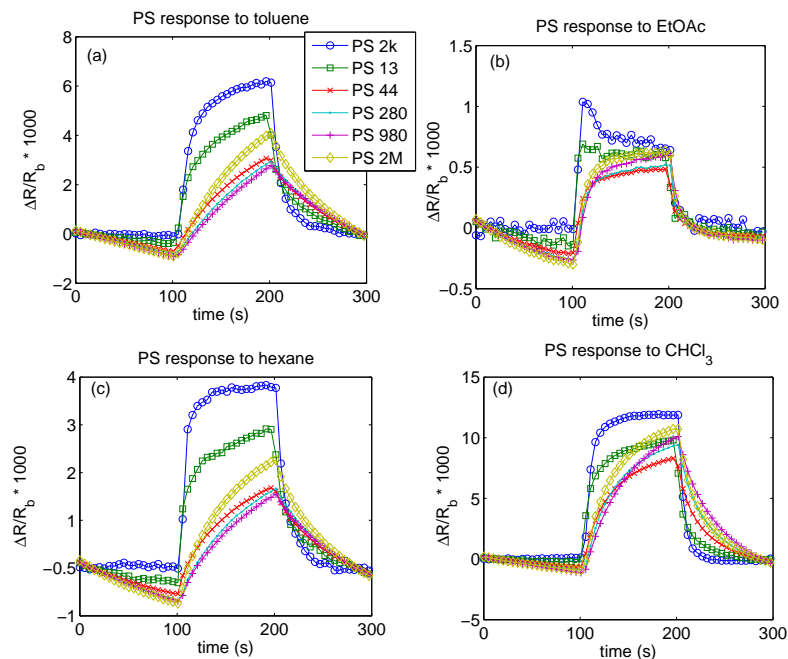 PS response to toluene
(a)
8
6
4
2
0
−2
0
100
200
300
time (s)
ΔR/R_b * 1000
PS 2k
PS 13
PS 44
PS 280
PS 980
PS 2M
PS response to EtOAc
(b)
1.5
1
0.5
0
−0.5
0
100
200
300
time (s)
ΔR/R_b * 1000
PS response to hexane
(c)
4
3
2
1
−0.5
−1
0
100
200
300
time (s)
ΔR/R_b * 1000
PS response to CHCl₃
(d)
15
10
5
0
−5
0
100
200
300
time (s)
ΔR/R_b * 1000